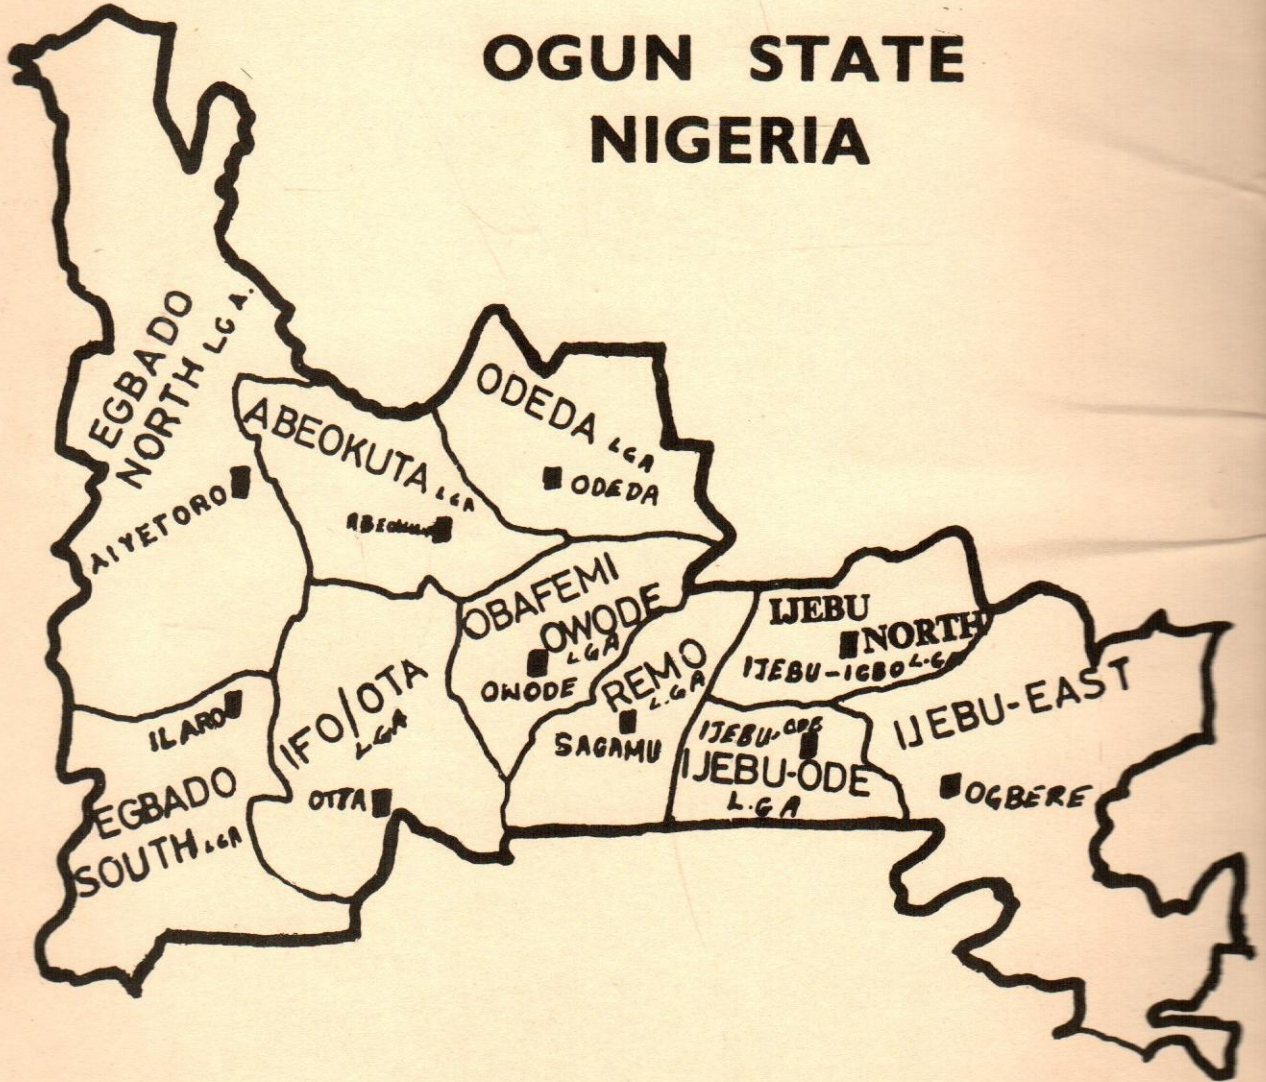 OGUN STATE
NIGERIA
EGBADO
NORTH L G A.
AIYETORO
ABEOKUTA L G A
ODEDA L G A
ODEDA
OBAFEMI
OWODE
L G A
OWODE
REMO
L. G A
SAGAMU
IJEBU
NORTH
IJEBU-IGBO L.G A
IJEBU-ODE
IJEBU-ODE
L. G A
IJEBU-EAST
OGBERE
IFO/OTA
L G A
OTTA
ILARO
EGBADO
SOUTH L G A